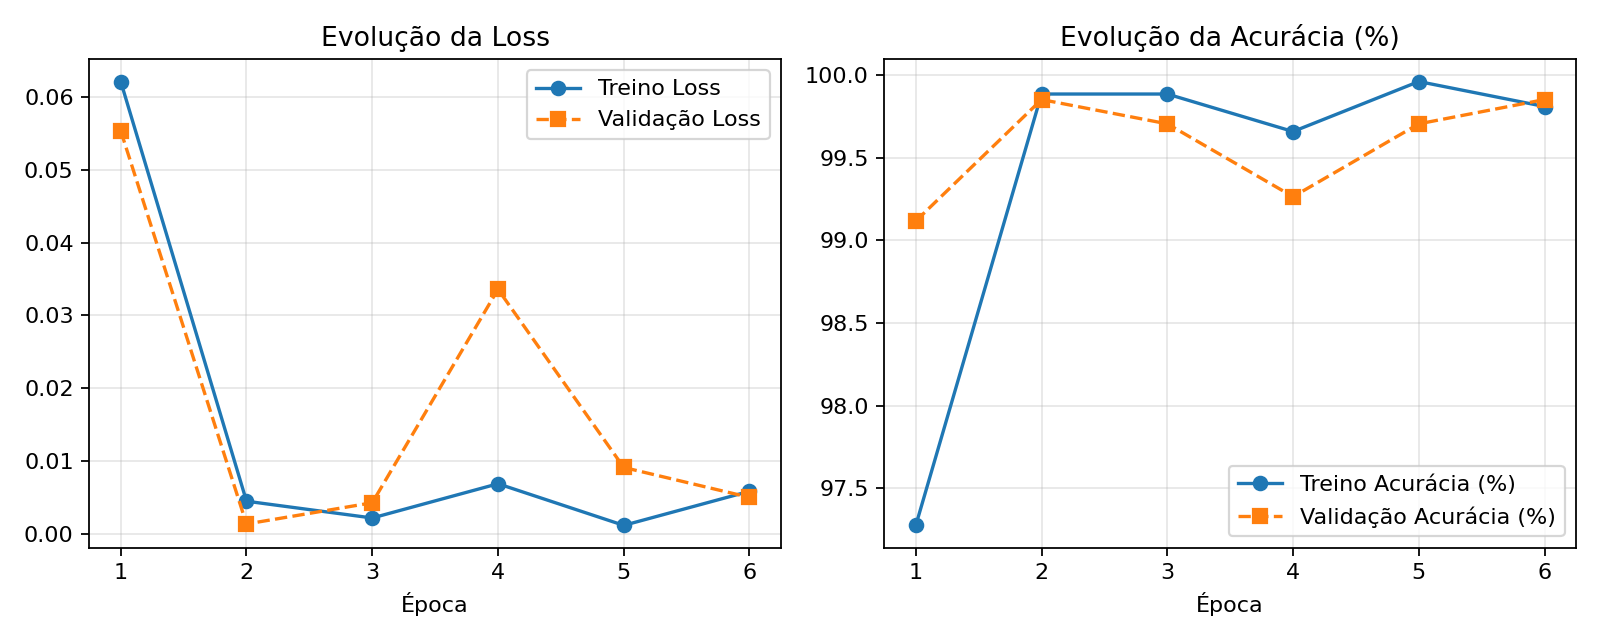 Evolução da Loss
Treino Loss
Validação Loss
0.06
0.05
0.04
0.03
0.02
0.01
0.00
1 2 3 4 5 6
Época
Evolução da Acurácia (%)
100.0
99.5
99.0
98.5
98.0
97.5
Treino Acurácia (%)
Validação Acurácia (%)
1 2 3 4 5 6
Época